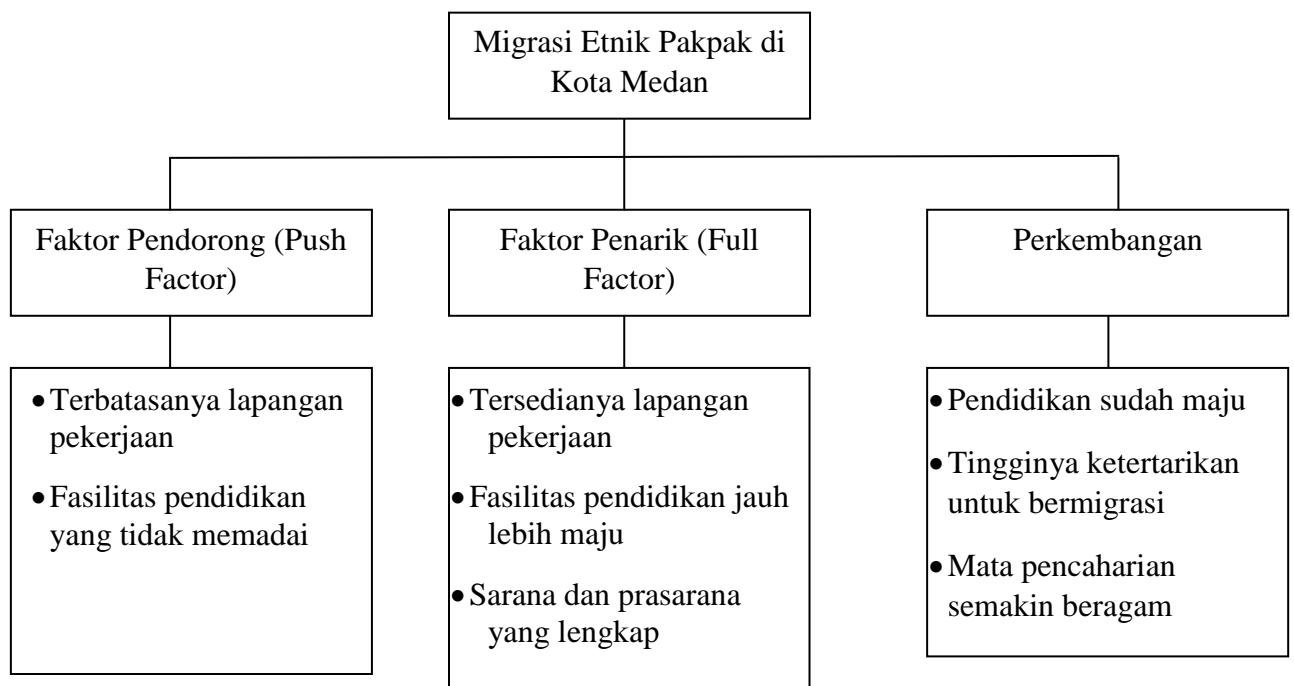 Migrasi Etnik Pakpak di
Kota Medan
Faktor Pendorong (Push
Factor)
Faktor Penarik (Full
Factor)
Perkembangan
•Terbatasanya lapangan
pekerjaan
•Fasilitas pendidikan
yang tidak memadai
•Tersedianya lapangan
pekerjaan
•Fasilitas pendidikan jauh
lebih maju
•Sarana dan prasarana
yang lengkap
•Pendidikan sudah maju
•Tingginya ketertarikan
untuk bermigrasi
•Mata pencaharian
semakin beragam